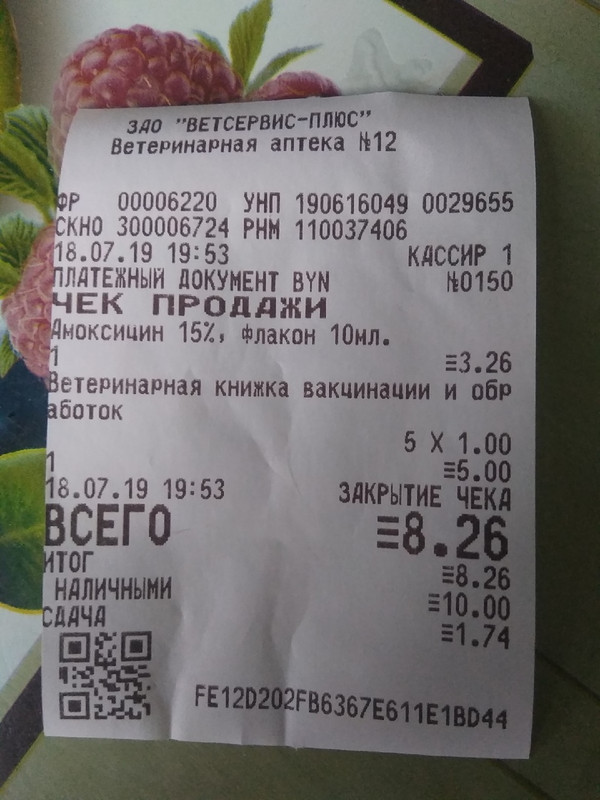 ЗАО "ВЕТСЕРВИС-ПЛЮС"
Ветеринарная аптека №12
ФР 00006220 УНП 190616049 0029655
СКНО 300006724 РНМ 110037406
18.07.19 19:53 КАССИР 1
ПЛАТЕЖНЫЙ ДОКУМЕНТ BYN №0150
ЧЕК ПРОДАЖИ
Амоксицин 15%, флакон 10мл.
1 ≡3.26
Ветеринарная книжка вакцинации и обр
аботок
5 X 1.00
1 ≡5.00
18.07.19 19:53 ЗАКРЫТИЕ ЧЕКА
ВСЕГО ≡8.26
ИТОГ ≡8.26
НАЛИЧНЫМИ ≡10.00
СДАЧА ≡1.74
FE12D202FB6367E611E1BD44